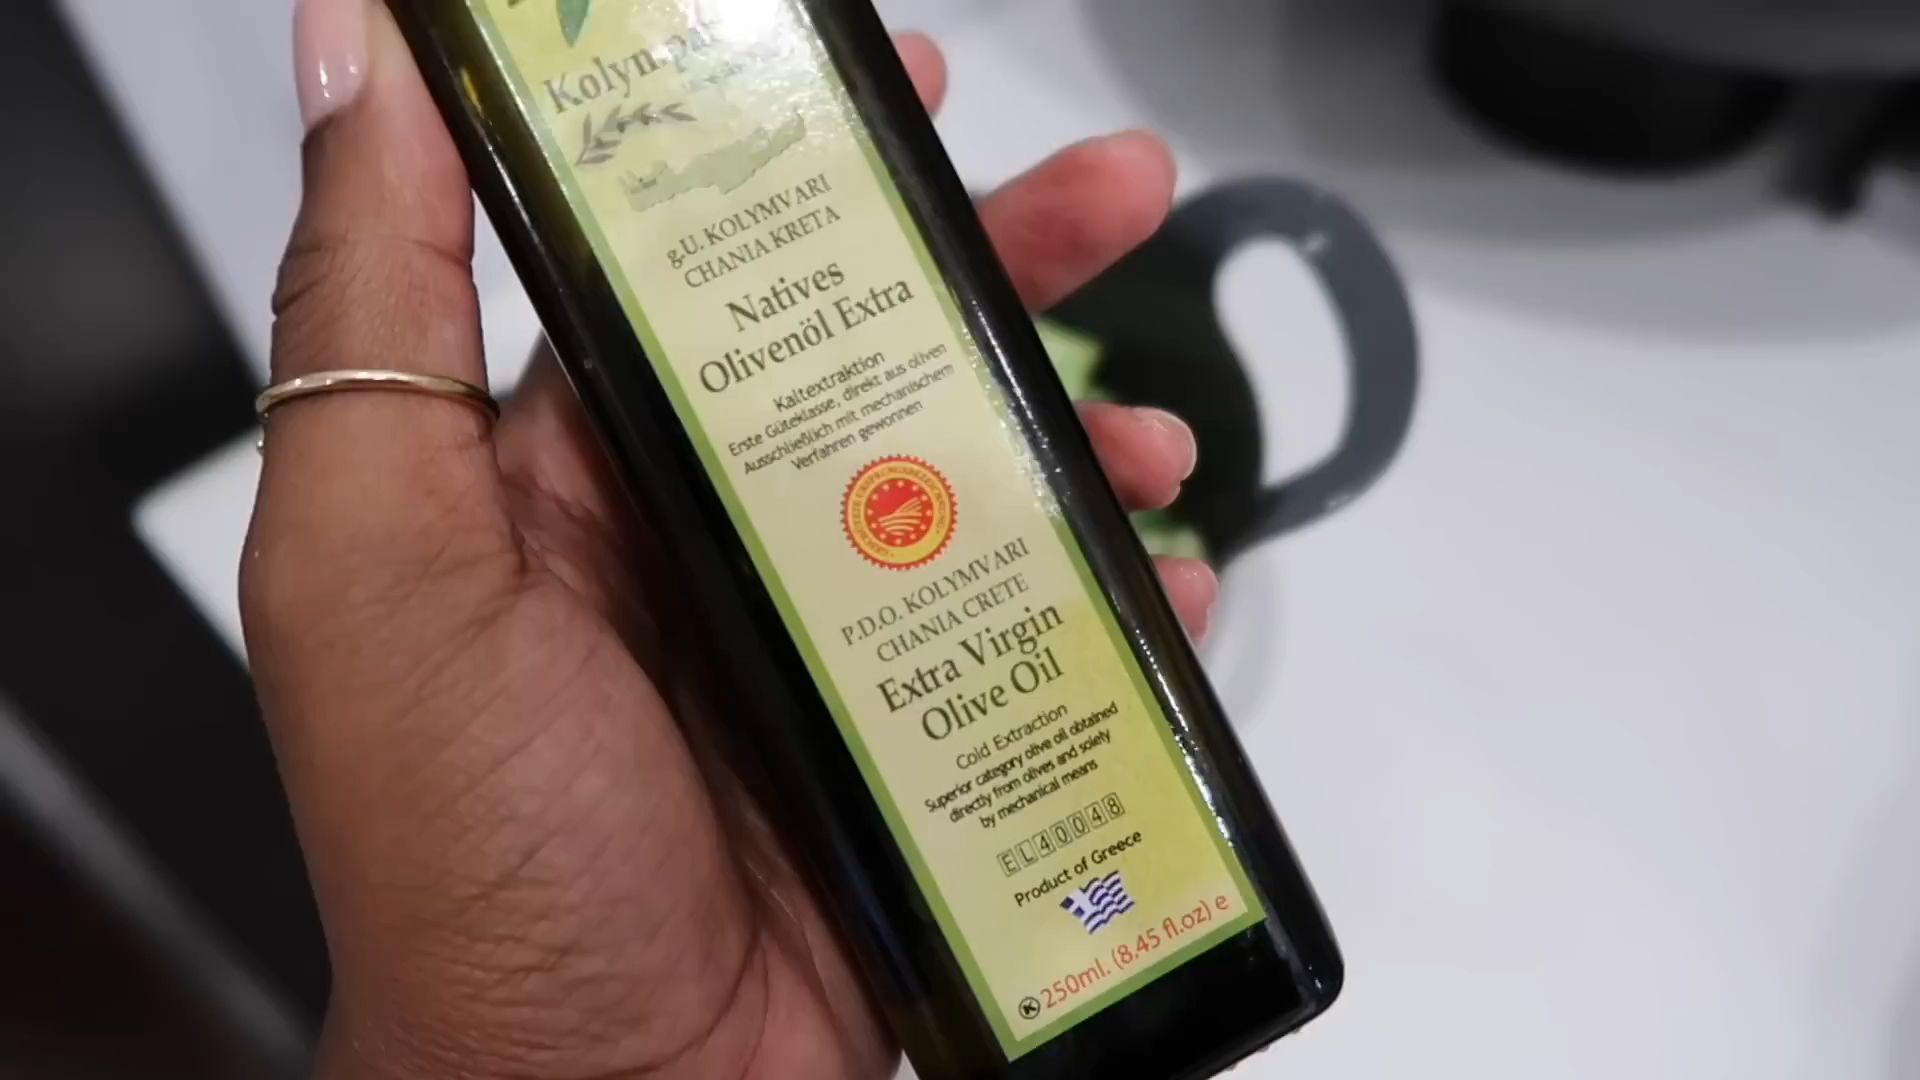 g.U. KOLYMVARI
CHANIA KRETA
Natives
Olivenöl Extra
Kaltextraktion
Erste Güteklasse, direkt aus oliven
Ausschließlich mit mechanischem
Verfahren gewonnen
GESCHÜTZTE URSPRUNGSBEZEICHNUNG
P.D.O. KOLYMVARI
CHANIA CRETE
Extra Virgin
Olive Oil
Cold Extraction
Superior category olive oil obtained
directly from olives and solely
by mechanical means
EL40048
Product of Greece
K 250ml. (8,45 fl.oz) e